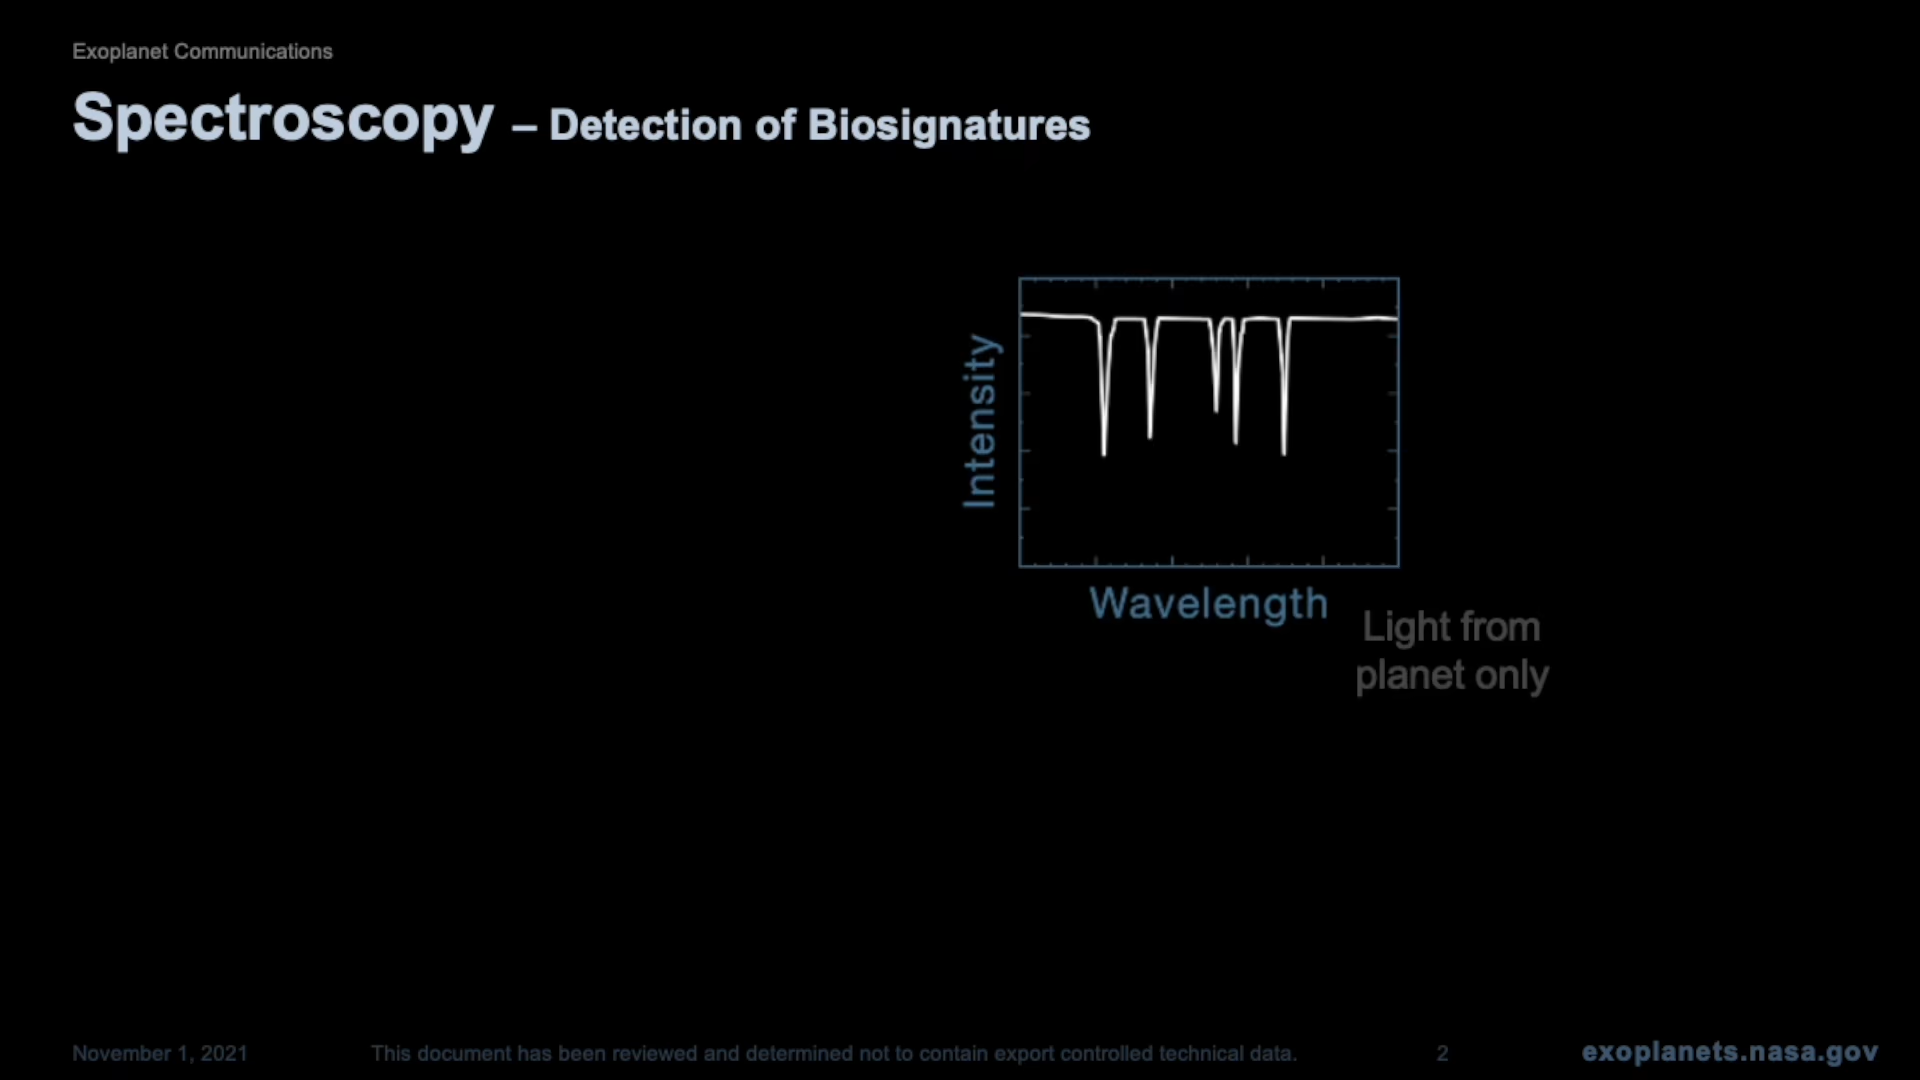 Exoplanet Communications
Spectroscopy – Detection of Biosignatures
Intensity
Wavelength
Light from
planet only
November 1, 2021
This document has been reviewed and determined not to contain export controlled technical data.
2
exoplanets.nasa.gov